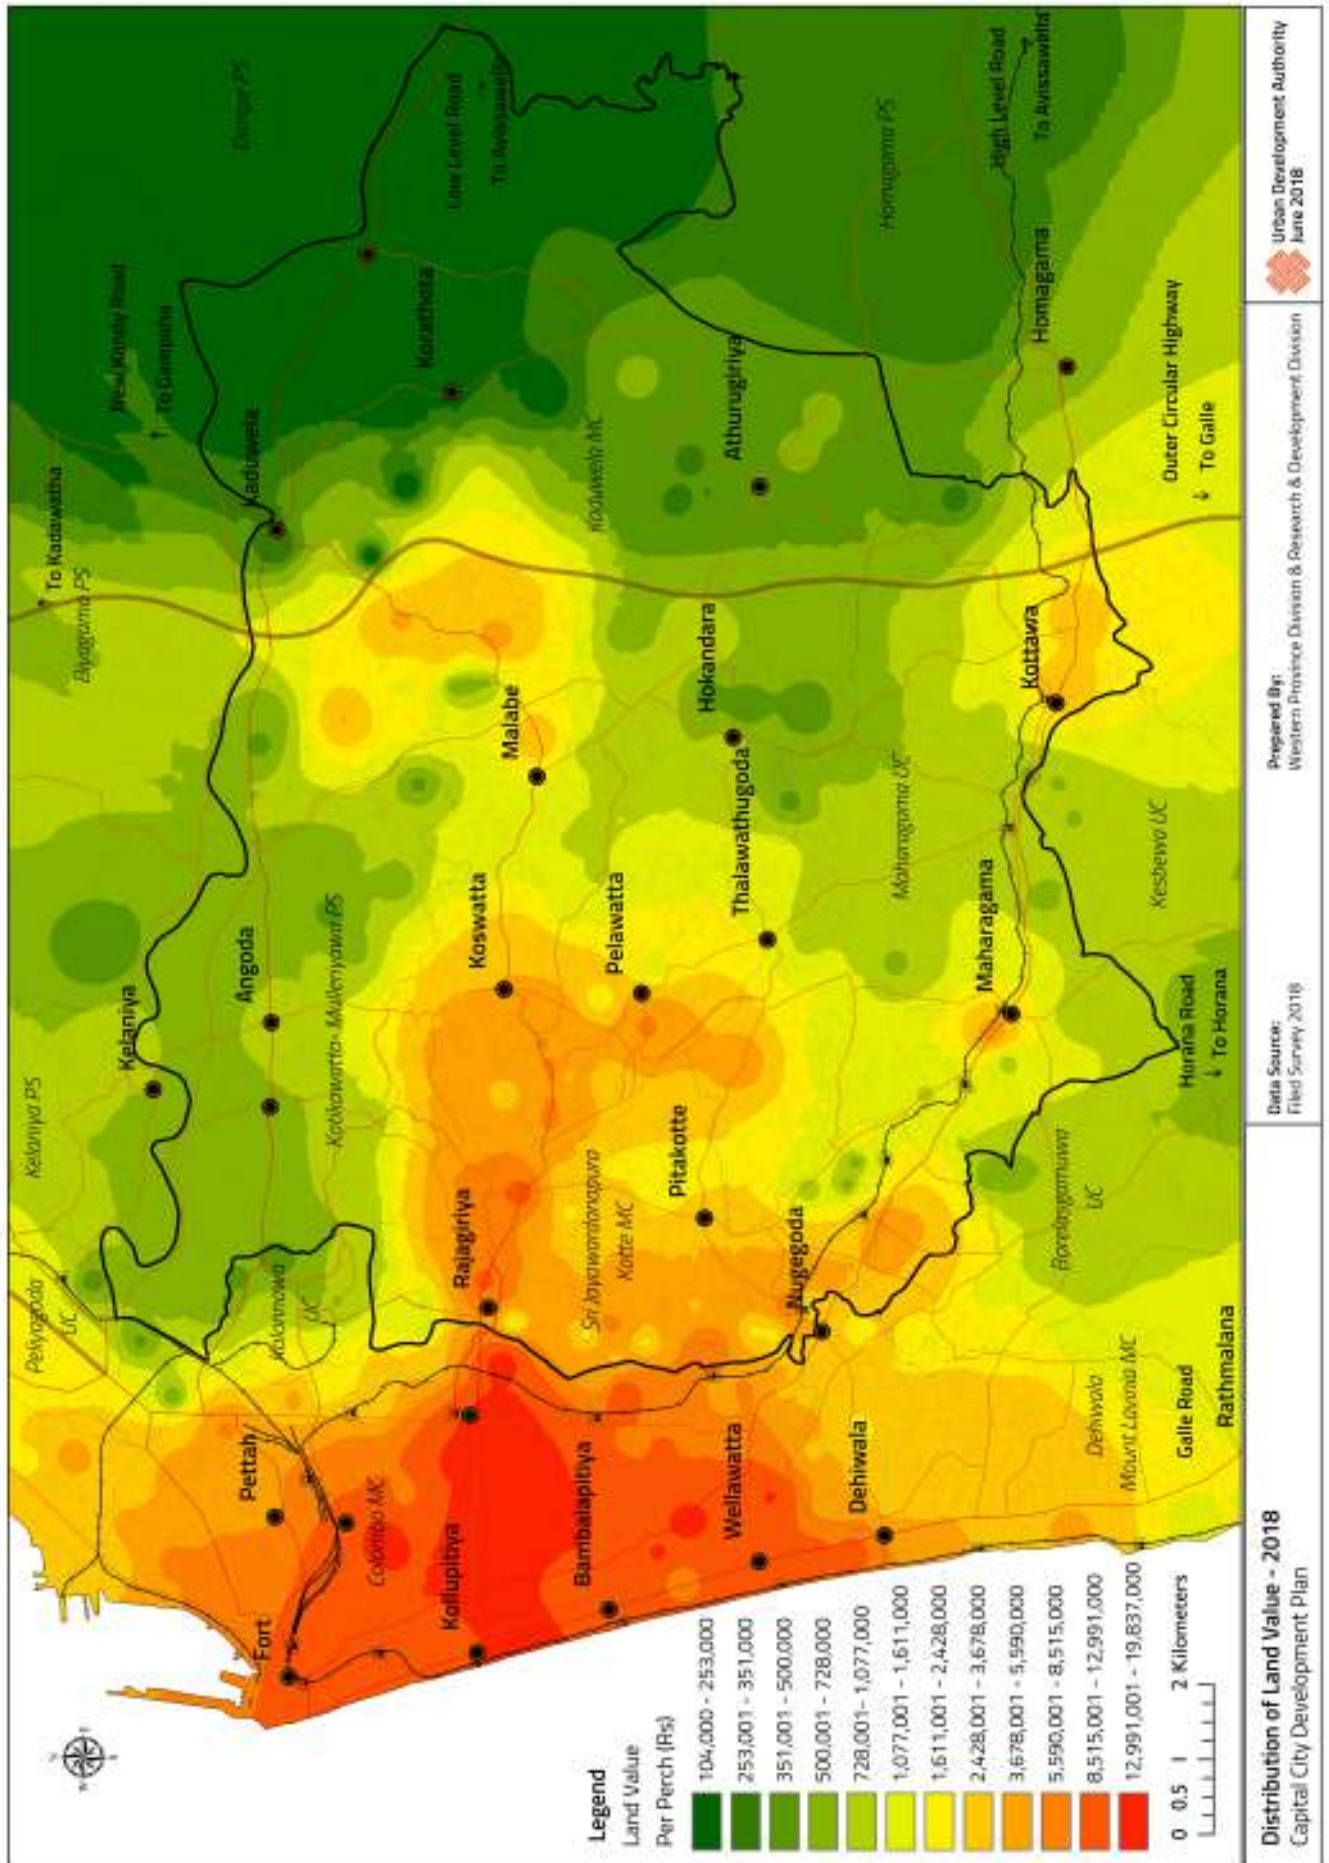 To Kadawatha
New Kandy Road
To Gampaha
Dompe PS
Low Level Road
To Avissawella
Biyagama PS
Kaduwela
Korathota
Kelaniya PS
Kelaniya
Angoda
Kotikawatta- Mulleriyawa PS
Malabe
Kaduwela MC
Athurugiriya
Homagama PS
High Level Road
To Avissawella
Homagama
Peliyagoda
UC
Kolonnawa
UC
Rajagiriya
Koswatta
Pelawatta
Hokandara
Thalawathugoda
Kottawa
Outer Circular Highway
To Galle
Sri Jayawardanapura
Kotte MC
Pitakotte
Maharagama UC
Maharagama
Kesbewa UC
Pettah
Fort
Colombo MC
Kollupitiya
Bambalapitiya
Wellawatta
Nugegoda
Dehiwala
Boralesgamuwa
UC
Horana Road
To Horana
Dehiwala
Mount Lavinia MC
Galle Road
Rathmalana
Legend
Land Value
Per Perch (Rs)
104,000 - 253,000
253,001 - 351,000
351,001 - 500,000
500,001 - 728,000
728,001- 1,077,000
1,077,001 - 1,611,000
1,611,001 - 2,428,000
2,428,001 - 3,678,000
3,678,001 - 5,590,000
5,590,001 - 8,515,000
8,515,001 - 12,991,000
12,991,001 - 19,837,000
0 0.5 1 2 Kilometers
Distribution of Land Value - 2018
Capital City Development Plan
Data Source:
Filed Survey 2018
Prepared By:
Western Province Division & Research & Development Division
Urban Development Authority
June 2018